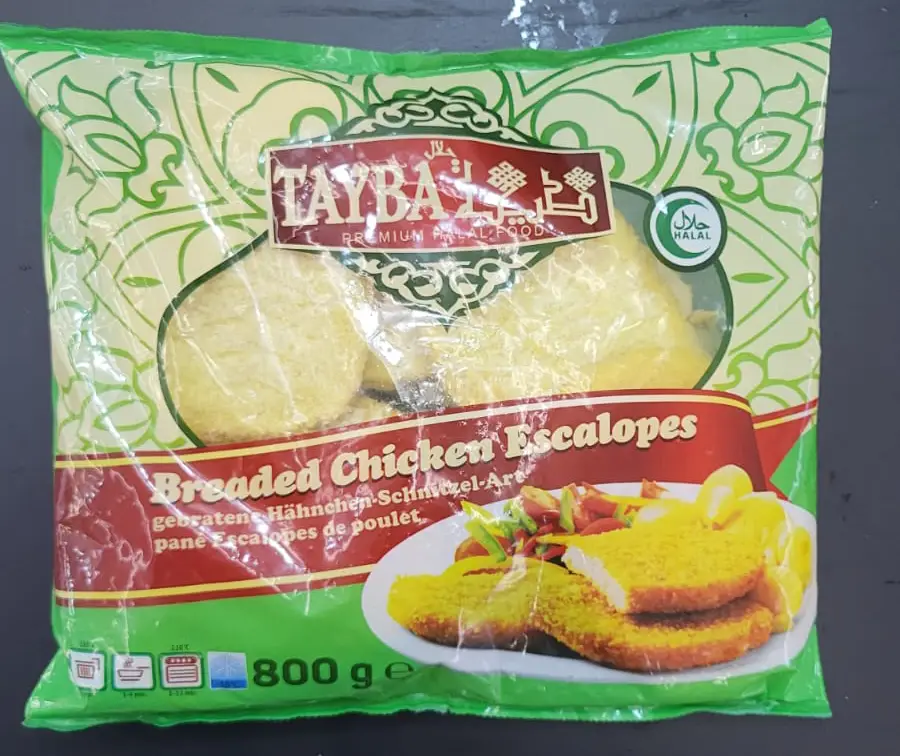 حلال
TAYBA طيبة
PREMIUM HALAL FOOD
حلال
HALAL
Breaded Chicken Escalopes
gebratene Hähnchen-Schnitzel-Art
pané Escalopes de poulet
800 g e